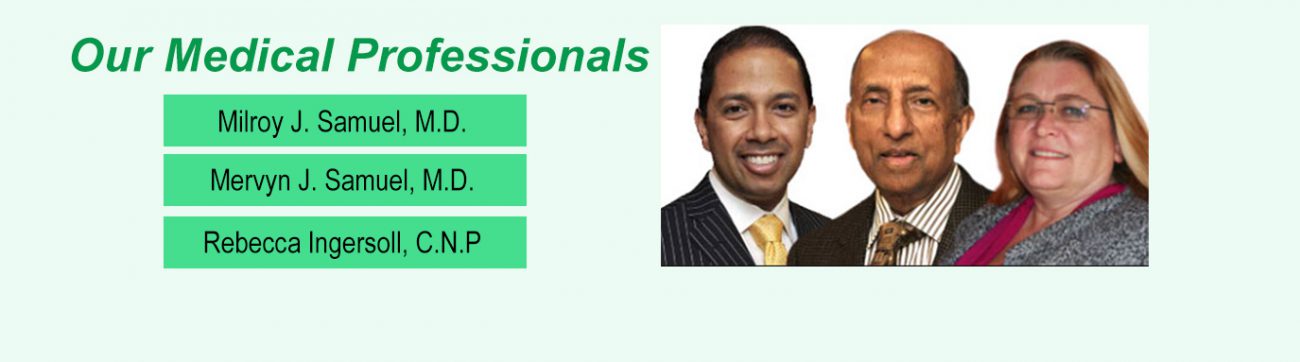 Our Medical Professionals
Milroy J. Samuel, M.D.
Mervyn J. Samuel, M.D.
Rebecca Ingersoll, C.N.P